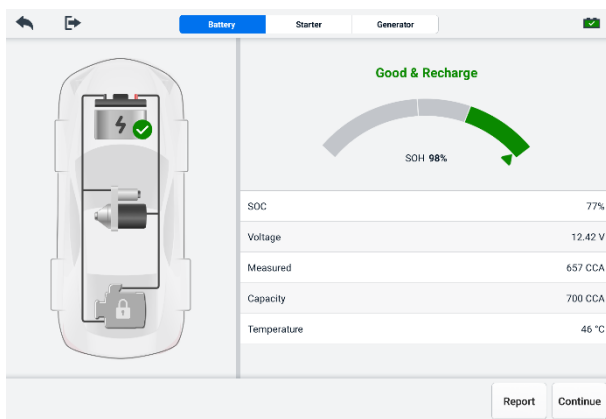 Battery Starter Generator
Good & Recharge
SOH 98%
SOC 77%
Voltage 12.42 V
Measured 657 CCA
Capacity 700 CCA
Temperature 46 °C
Report Continue